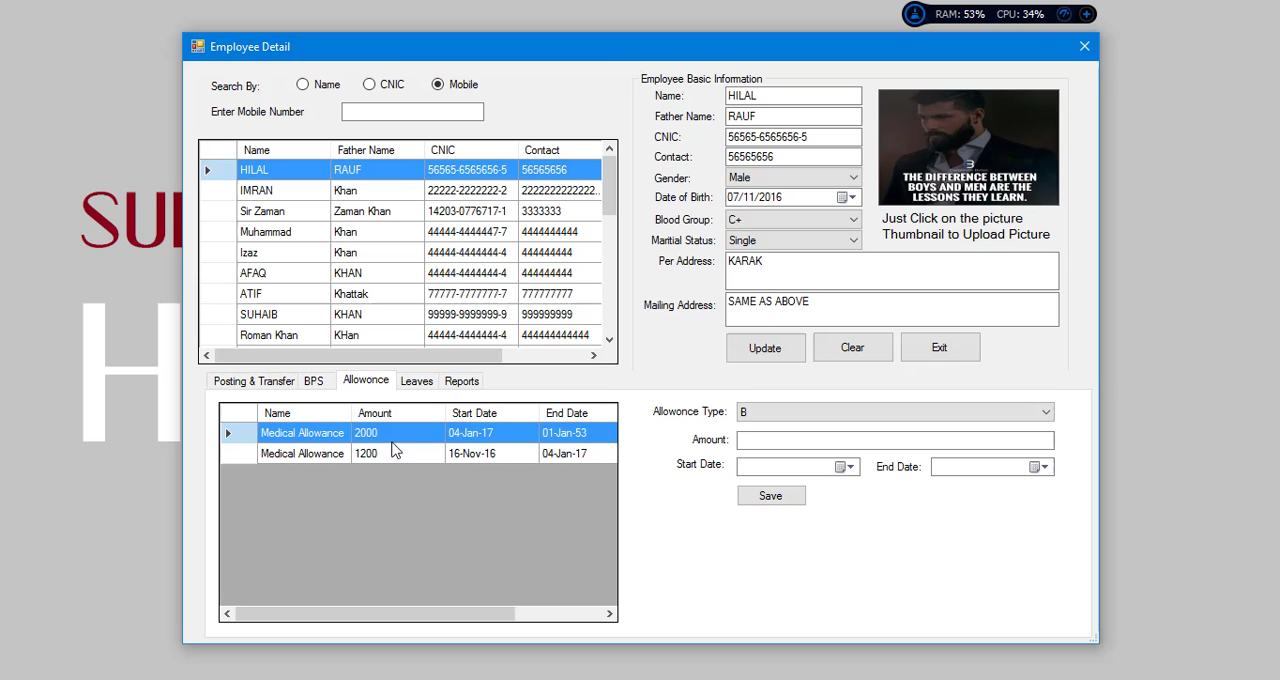 RAM: 53% CPU: 34%
Employee Detail
Search By: Name CNIC Mobile
Enter Mobile Number
Name Father Name CNIC Contact
HILAL RAUF 56565-6565656-5 56565656
IMRAN Khan 22222-2222222-2 2222222222222...
Sir Zaman Zaman Khan 14203-0776717-1 3333333
Muhammad Khan 44444-4444447-7 4444444444
Izaz Khan 44444-4444444-4 444444444
AFAQ KHAN 44444-4444444-4 444444444
ATIF Khattak 77777-7777777-7 777777777
SUHAIB KHAN 99999-9999999-9 999999999
Roman Khan KHan 44444-4444444-4 444444444444
Employee Basic Information
Name: HILAL
Father Name: RAUF
CNIC: 56565-6565656-5
Contact: 56565656
Gender: Male
Date of Birth: 07/11/2016
Blood Group: C+
Maritial Status: Single
Per Address: KARAK
Mailing Address: SAME AS ABOVE
3
THE DIFFERENCE BETWEEN
BOYS AND MEN ARE THE
LESSONS THEY LEARN.
Just Click on the picture
Thumbnail to Upload Picture
Update Clear Exit
Posting & Transfer BPS Allowonce Leaves Reports
Name Amount Start Date End Date
Medical Allowance 2000 04-Jan-17 01-Jan-53
Medical Allowance 1200 16-Nov-16 04-Jan-17
Allowonce Type: B
Amount:
Start Date: End Date:
Save
SU
H